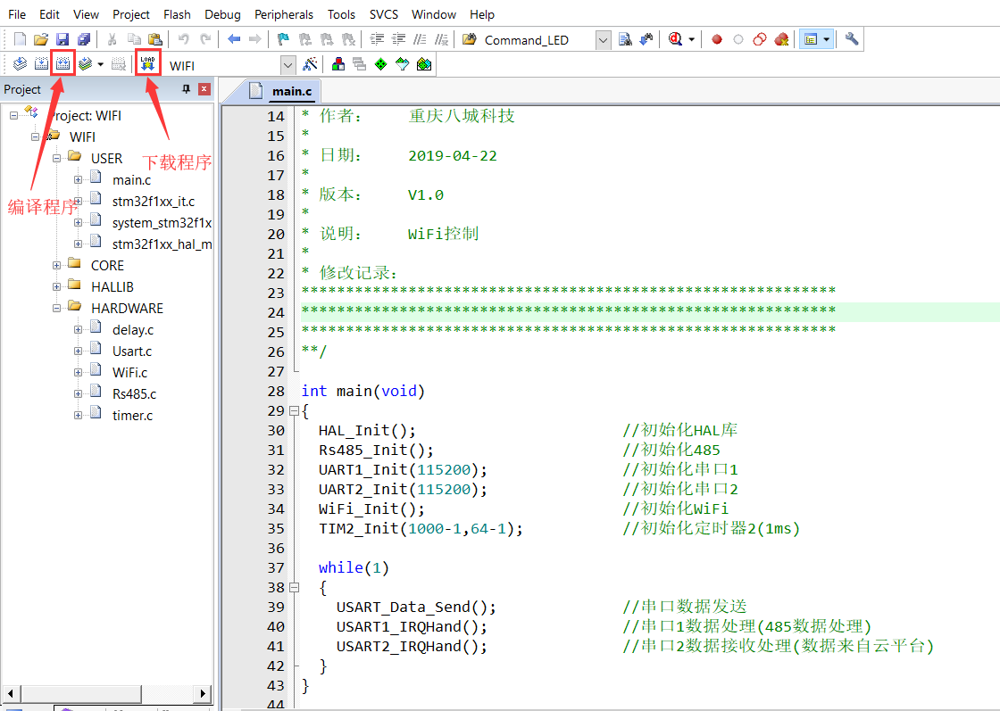 File Edit View Project Flash Debug Peripherals Tools SVCS Window Help
Command_LED
LOAD
WIFI
Project
main.c
Project: WIFI
WIFI
USER
main.c
stm32f1xx_it.c
system_stm32f1x
stm32f1xx_hal_m
CORE
HALLIB
HARDWARE
delay.c
Usart.c
WiFi.c
Rs485.c
timer.c
编译程序
下载程序
14 * 作者: 重庆八城科技
15 *
16 * 日期: 2019-04-22
17 *
18 * 版本: V1.0
19 *
20 * 说明: WiFi控制
21 *
22 * 修改记录:
23 ************************************************************
24 ************************************************************
25 ************************************************************
26 **/
27
28 int main(void)
29 {
30 HAL_Init(); //初始化HAL库
31 Rs485_Init(); //初始化485
32 UART1_Init(115200); //初始化串口1
33 UART2_Init(115200); //初始化串口2
34 WiFi_Init(); //初始化WiFi
35 TIM2_Init(1000-1,64-1); //初始化定时器2(1ms)
36
37 while(1)
38 {
39 USART_Data_Send(); //串口数据发送
40 USART1_IRQHand(); //串口1数据处理(485数据处理)
41 USART2_IRQHand(); //串口2数据接收处理(数据来自云平台)
42 }
43 }
44